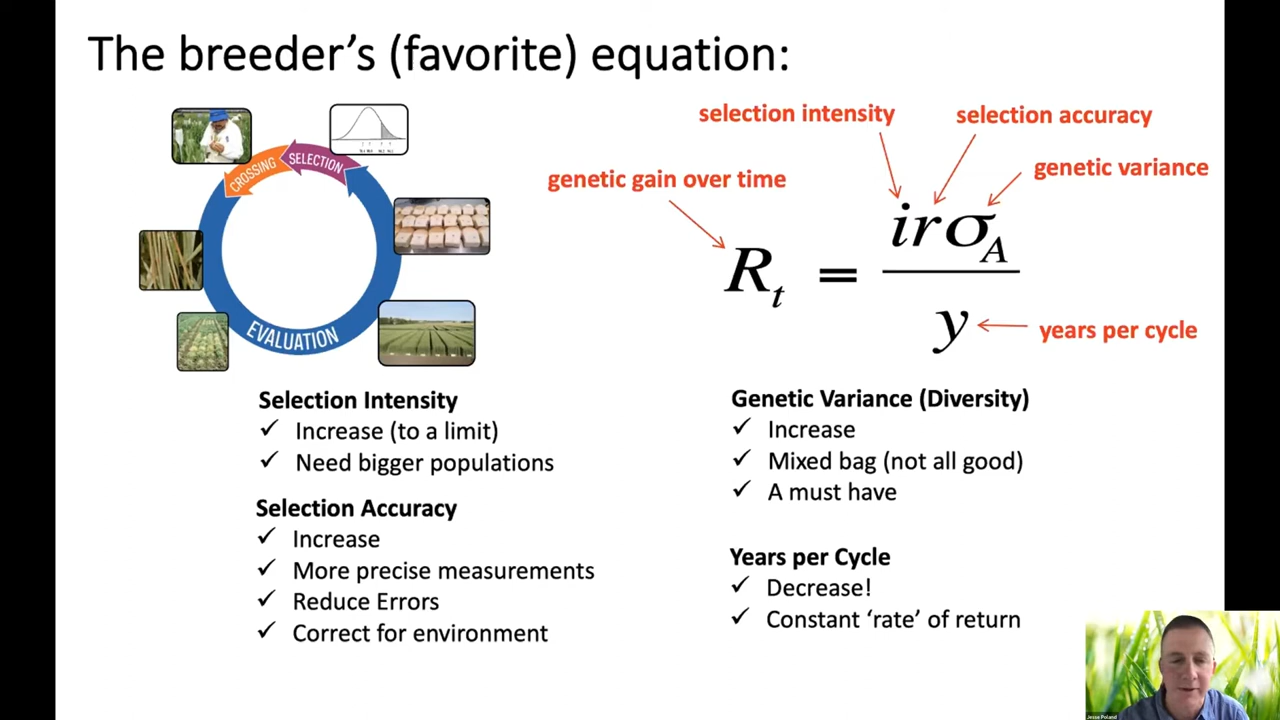 The breeder's (favorite) equation:
CROSSING
SELECTION
EVALUATION
selection intensity
selection accuracy
genetic gain over time
genetic variance
R_t = irσ_A / y
years per cycle
Selection Intensity
✓ Increase (to a limit)
✓ Need bigger populations
Selection Accuracy
✓ Increase
✓ More precise measurements
✓ Reduce Errors
✓ Correct for environment
Genetic Variance (Diversity)
✓ Increase
✓ Mixed bag (not all good)
✓ A must have
Years per Cycle
✓ Decrease!
✓ Constant 'rate' of return
Jesse Poland